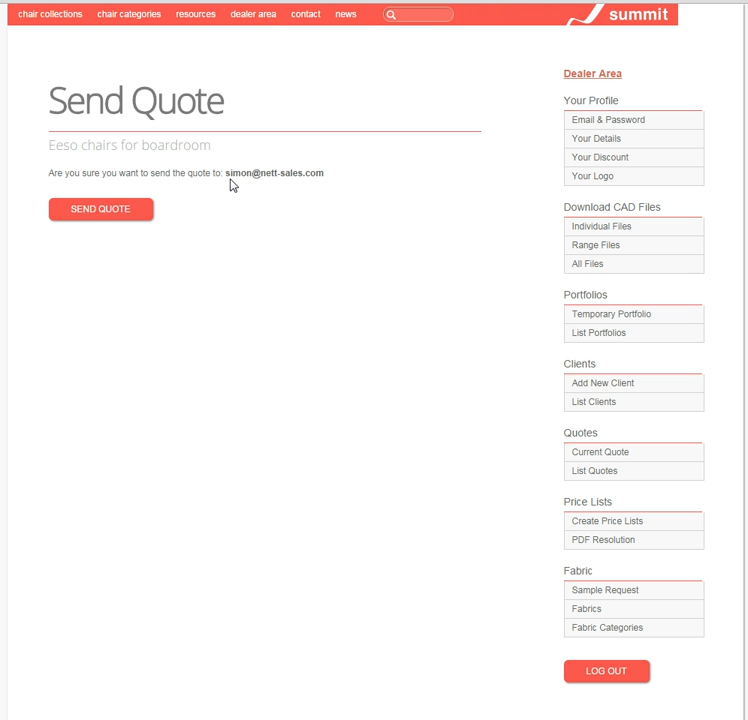 chair collections chair categories resources dealer area contact news
summit
Send Quote
Eeso chairs for boardroom
Are you sure you want to send the quote to: simon@nett-sales.com
SEND QUOTE
Dealer Area
Your Profile
Email & Password
Your Details
Your Discount
Your Logo
Download CAD Files
Individual Files
Range Files
All Files
Portfolios
Temporary Portfolio
List Portfolios
Clients
Add New Client
List Clients
Quotes
Current Quote
List Quotes
Price Lists
Create Price Lists
PDF Resolution
Fabric
Sample Request
Fabrics
Fabric Categories
LOG OUT